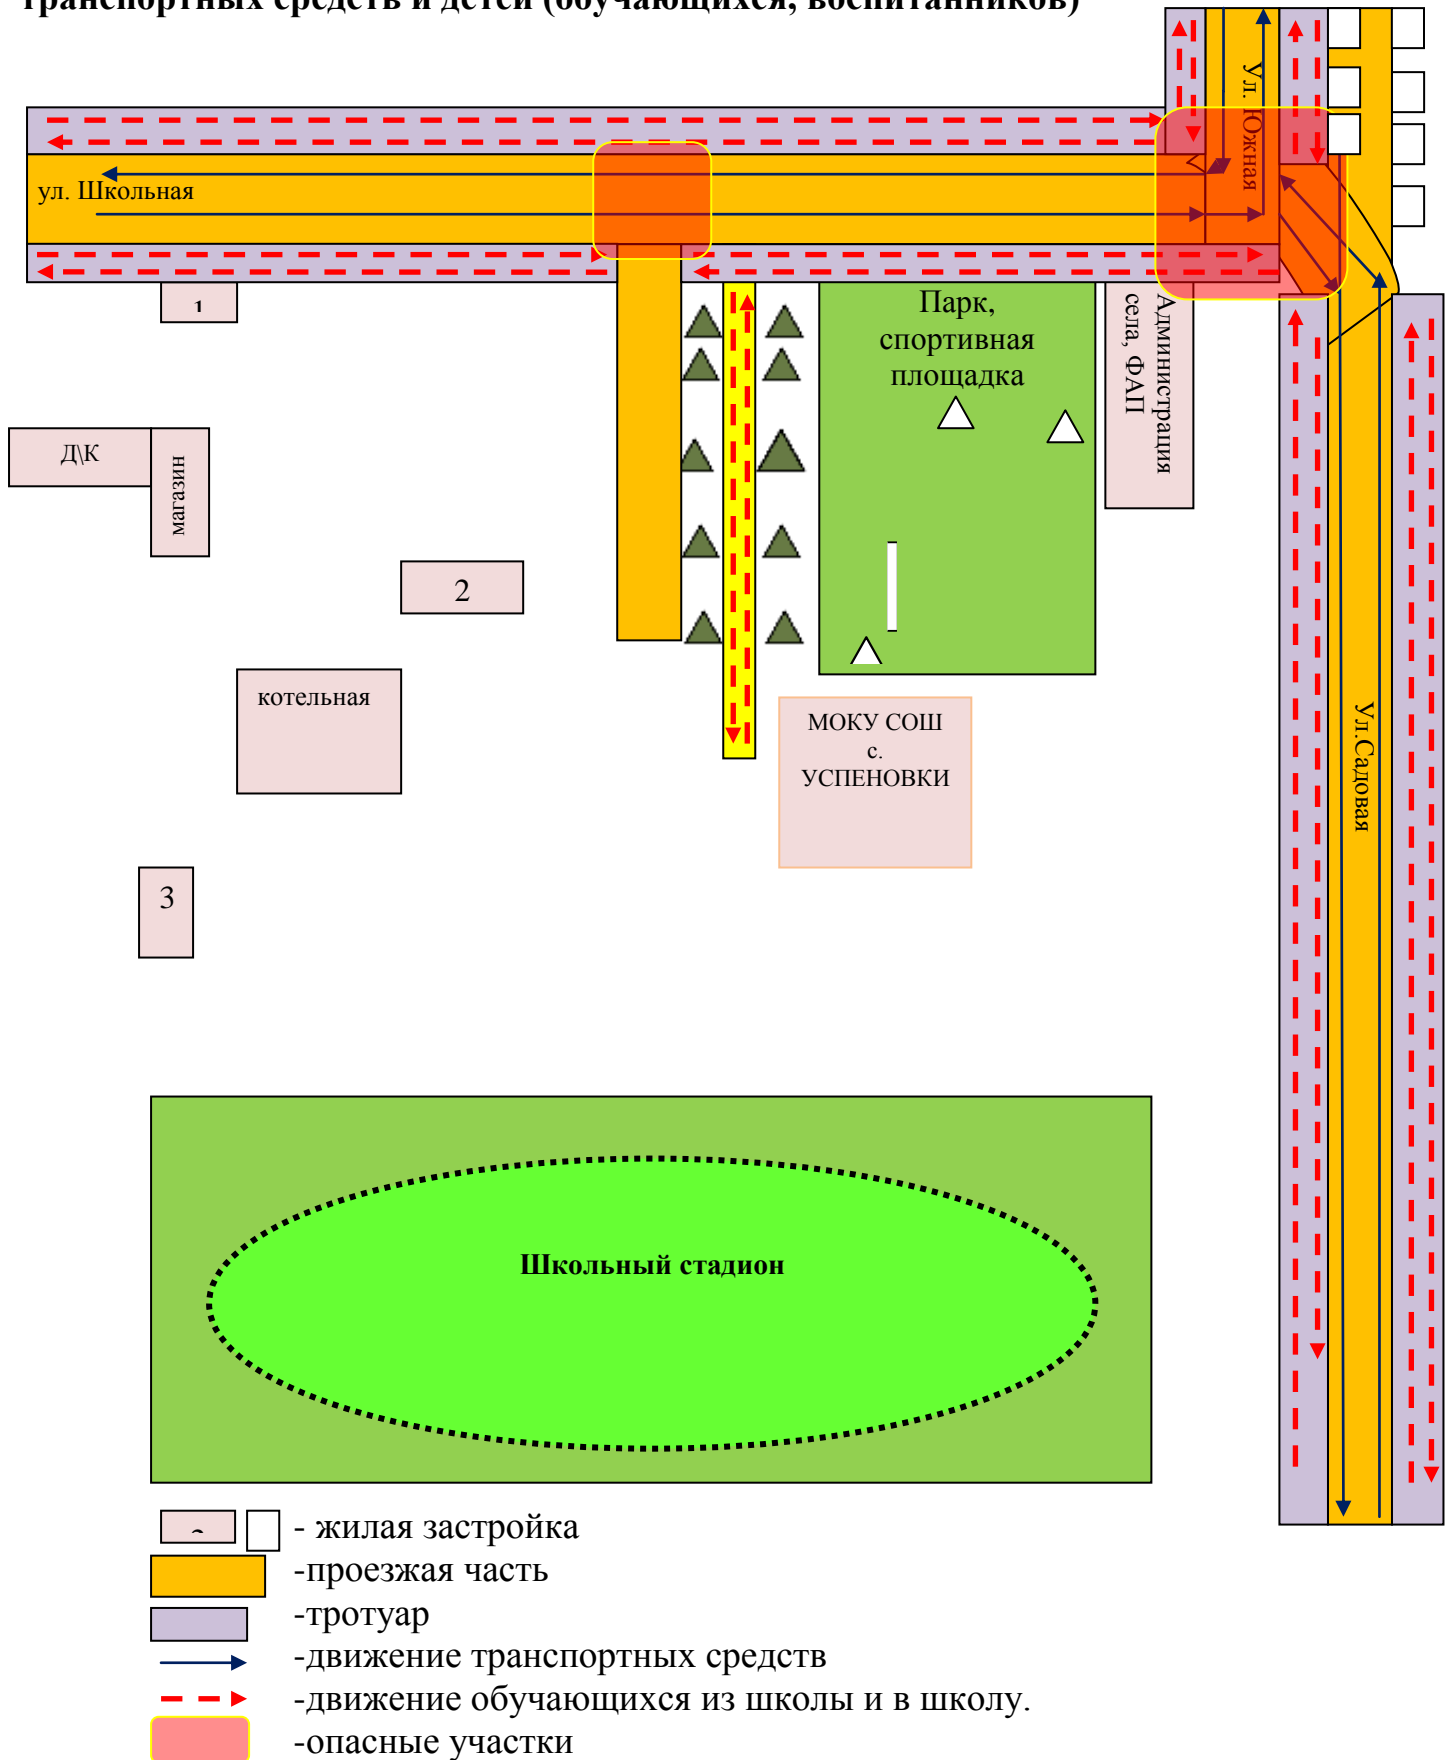 транспортных средств и детей (обучающихся, воспитанников)
Ул. Южная
ул. Школьная
1
Парк,
спортивная
площадка
Администрация
села, ФАП
Д\К
магазин
2
котельная
МОКУ СОШ
с.
УСПЕНОВКИ
Ул.Садовая
3
Школьный стадион
- жилая застройка
-проезжая часть
-тротуар
-движение транспортных средств
-движение обучающихся из школы и в школу.
-опасные участки